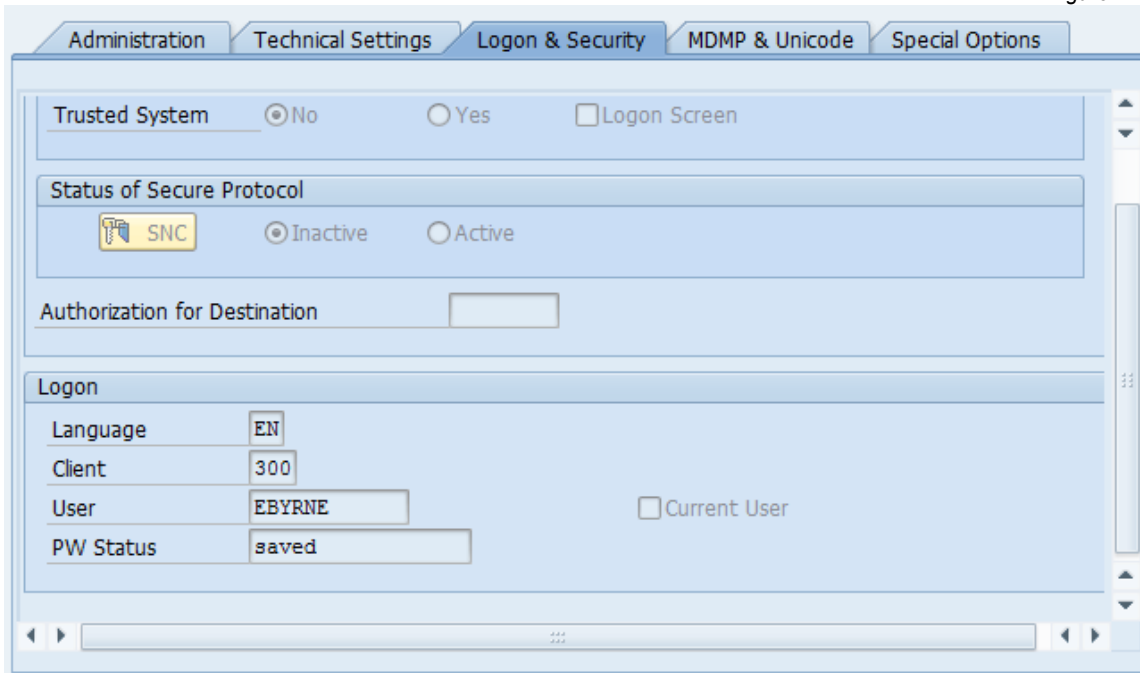 Administration Technical Settings Logon & Security MDMP & Unicode Special Options
Trusted System No Yes Logon Screen
Status of Secure Protocol
SNC Inactive Active
Authorization for Destination
Logon
Language EN
Client 300
User EBYRNE Current User
PW Status saved